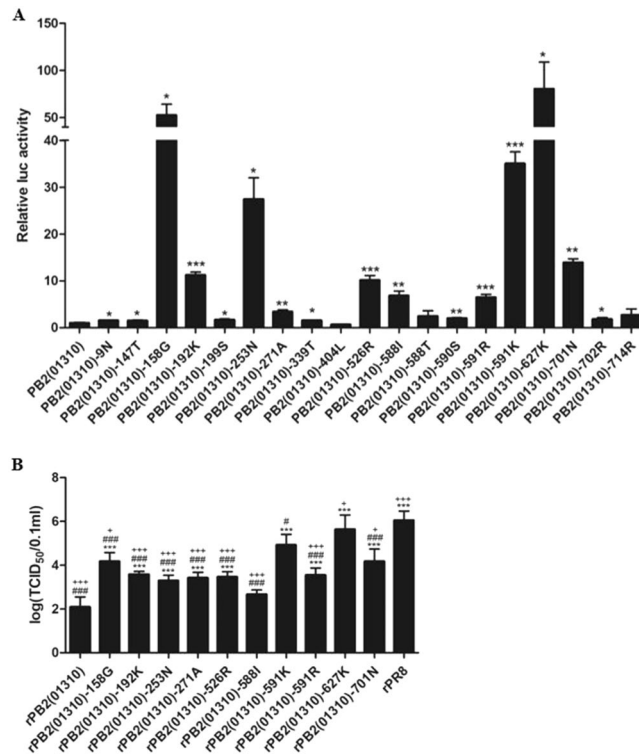 A
Relative luc activity
150
100
50
40
30
20
10
0
*
*
*
***
*
*
**
*
***
**
**
***
***
*
**
*
PB2(01310)
PB2(01310)-9N
PB2(01310)-147T
PB2(01310)-158G
PB2(01310)-192K
PB2(01310)-199S
PB2(01310)-253N
PB2(01310)-271A
PB2(01310)-339T
PB2(01310)-404L
PB2(01310)-526R
PB2(01310)-588I
PB2(01310)-588T
PB2(01310)-590S
PB2(01310)-591R
PB2(01310)-591K
PB2(01310)-627K
PB2(01310)-701N
PB2(01310)-702R
PB2(01310)-714R
B
log(TCID50/0.1ml)
8
6
4
2
0
+++
###
+
###
***
+++
###
***
+++
###
***
+++
###
***
+++
###
***
+++
###
#
***
+++
###
***
+
***
+
###
***
+++
***
rPB2(01310)
rPB2(01310)-158G
rPB2(01310)-192K
rPB2(01310)-253N
rPB2(01310)-271A
rPB2(01310)-526R
rPB2(01310)-588I
rPB2(01310)-591K
rPB2(01310)-591R
rPB2(01310)-627K
rPB2(01310)-701N
rPR8